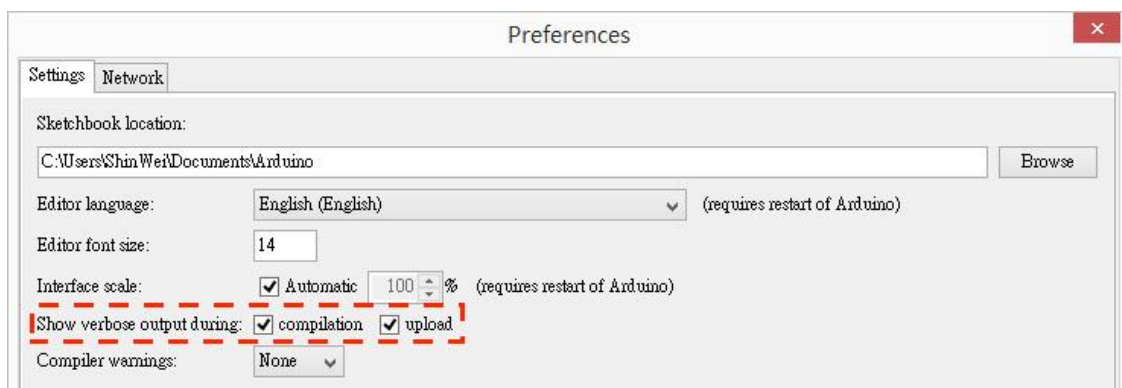 Preferences
Settings Network
Sketchbook location:
C:\Users\ShinWei\Documents\Arduino Browse
Editor language: English (English) (requires restart of Arduino)
Editor font size: 14
Interface scale: Automatic 100 % (requires restart of Arduino)
Show verbose output during: compilation upload
Compiler warnings: None